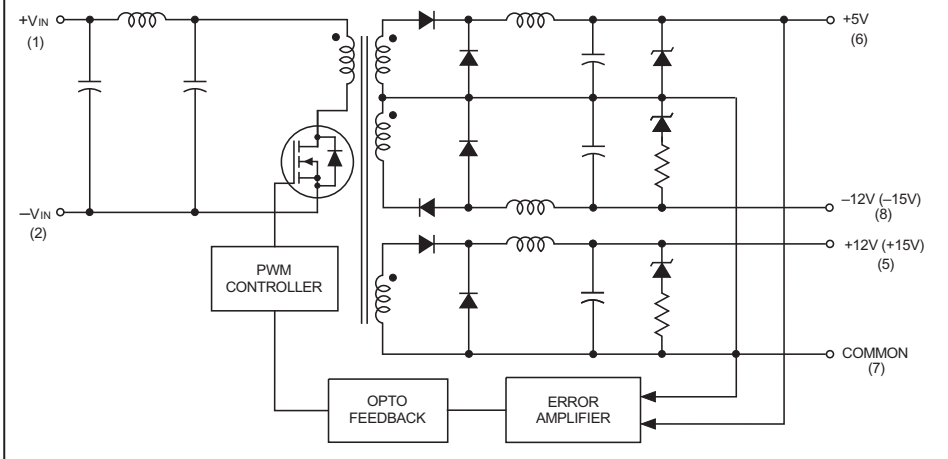 +VIN
(1)
+5V
(6)
–12V (–15V)
(8)
–VIN
(2)
+12V (+15V)
(5)
PWM
CONTROLLER
COMMON
(7)
OPTO
FEEDBACK
ERROR
AMPLIFIER